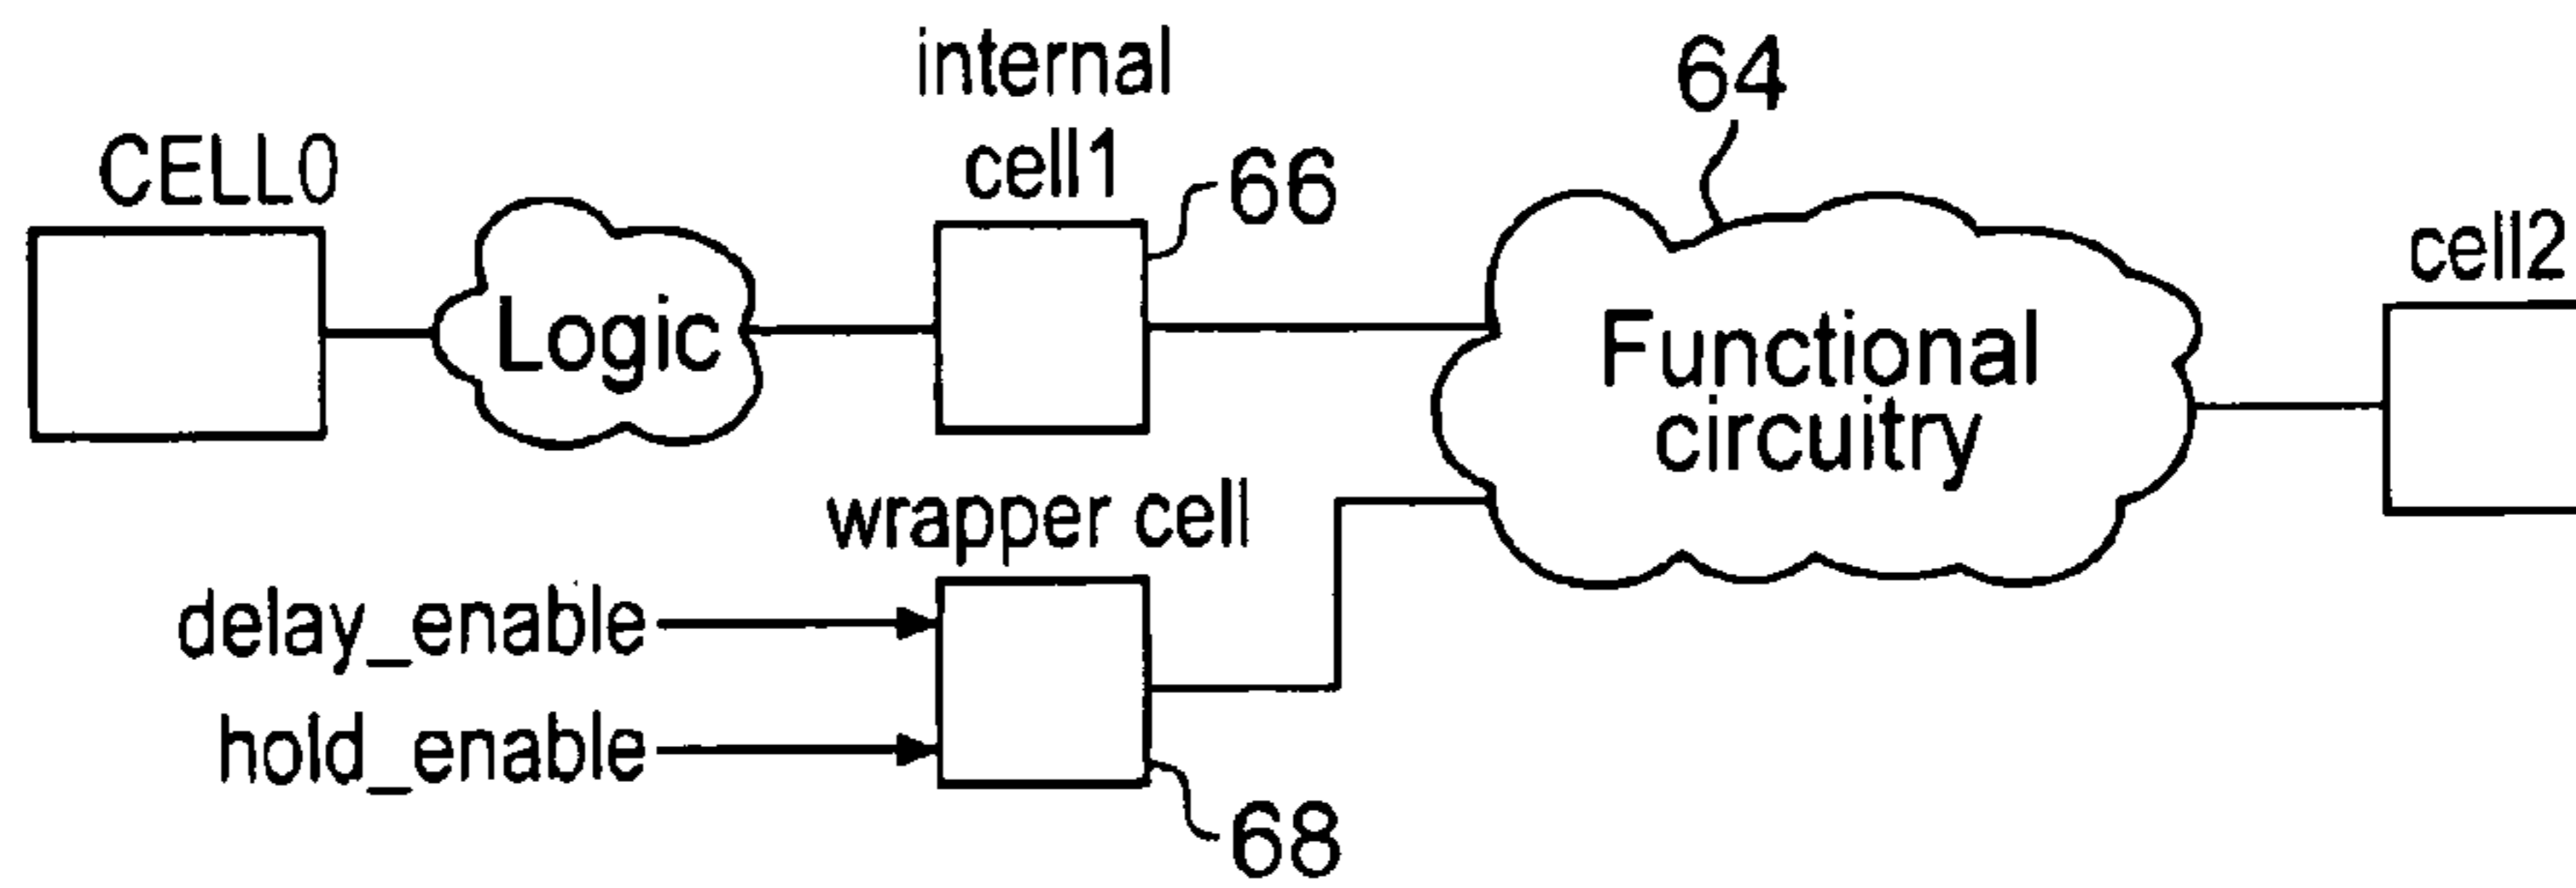 internal
cell1
66
64
CELL0
Logic
Functional
circuitry
cell2
wrapper cell
delay_enable
hold_enable
68